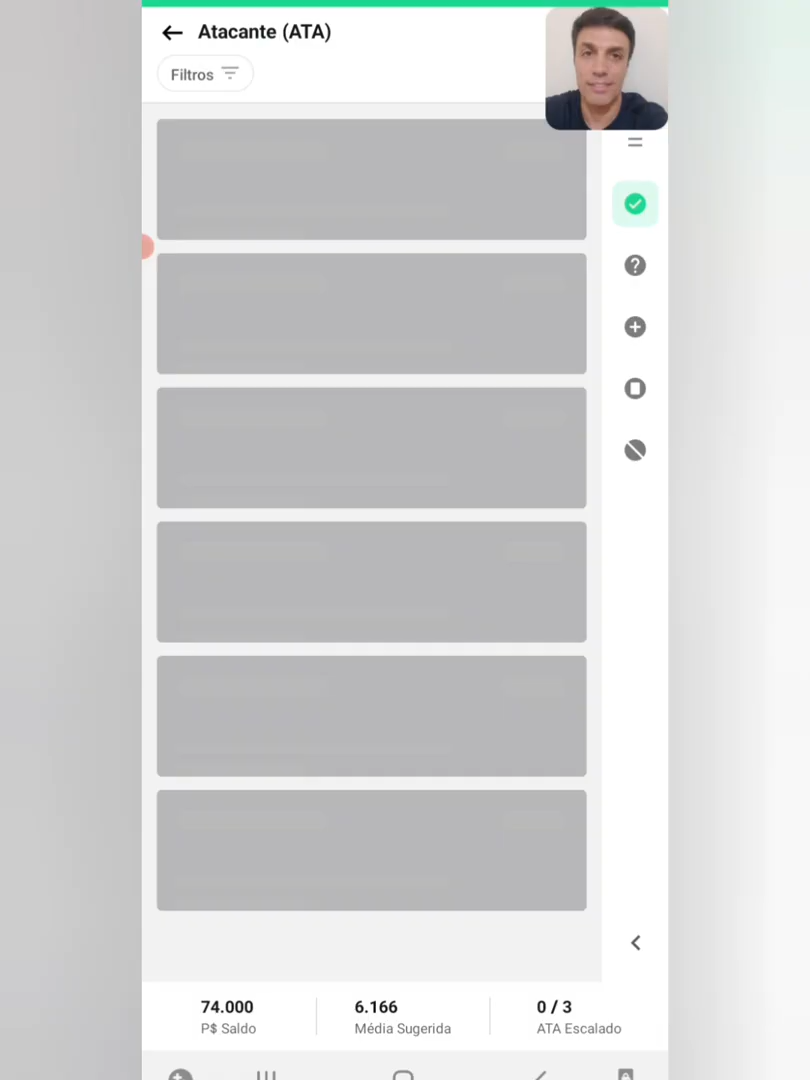 Atacante (ATA)
Filtros
74.000
P$ Saldo
6.166
Média Sugerida
0 / 3
ATA Escalado